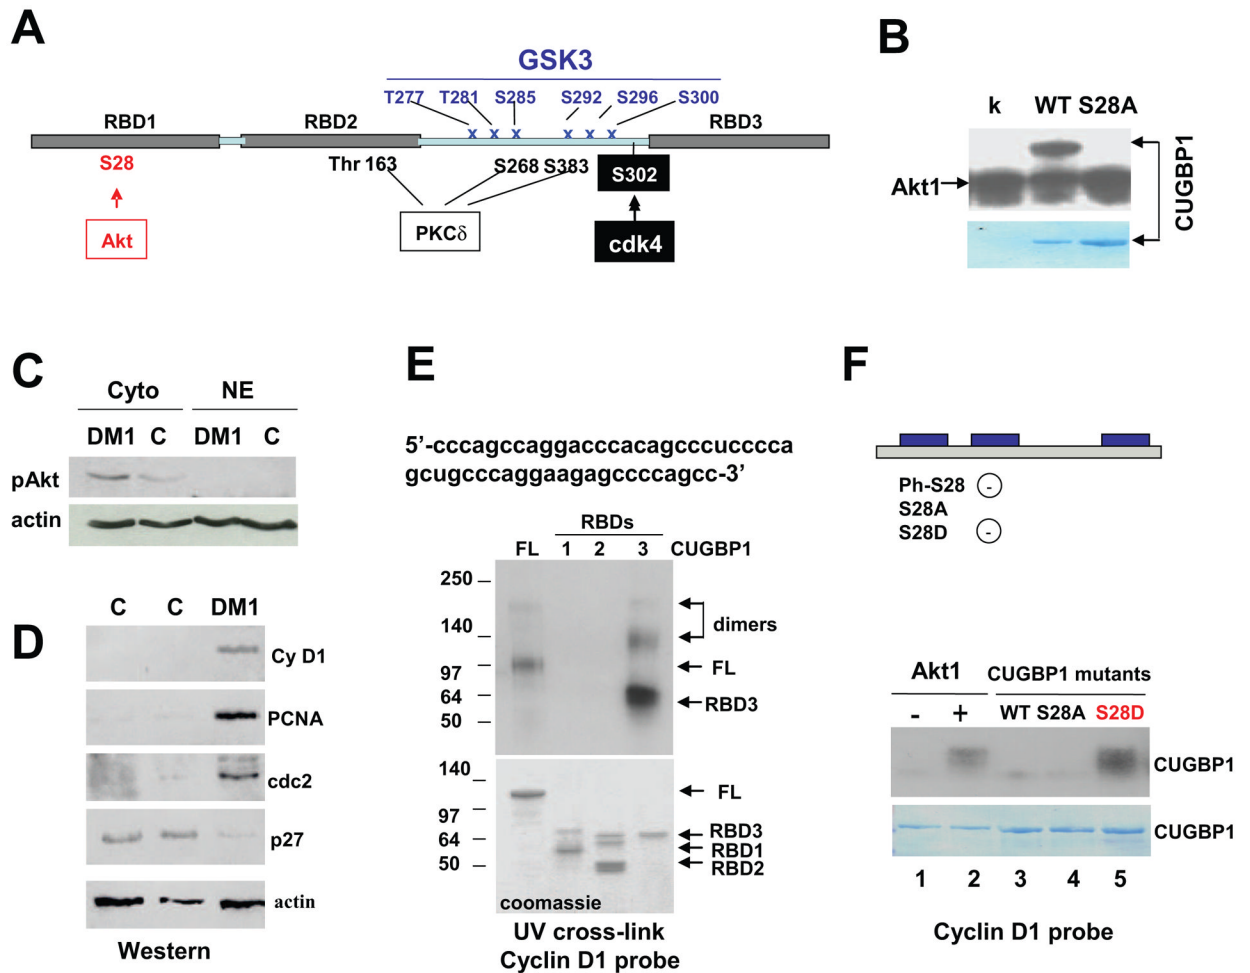 A
GSK3
T277 T281 S285 S292 S296 S300
RBD1 RBD2 RBD3
x x x x x x
S28 Thr 163 S268 S383 S302
Akt PKCδ cdk4
B
k WT S28A
Akt1
CUGBP1
C
Cyto NE
DM1 C DM1 C
pAkt
actin
D
C C DM1
Cy D1
PCNA
cdc2
p27
actin
Western
E
5’-cccagccaggacccacagcccucccca
gcugcccaggaagagccccagcc-3’
RBDs
FL 1 2 3 CUGBP1
250
140
97
64
50
dimers
FL
RBD3
140
97
64
50
FL
RBD3
RBD1
RBD2
coomassie
UV cross-link
Cyclin D1 probe
F
Ph-S28 -
S28A
S28D -
Akt1 CUGBP1 mutants
- + WT S28A S28D
CUGBP1
CUGBP1
1 2 3 4 5
Cyclin D1 probe